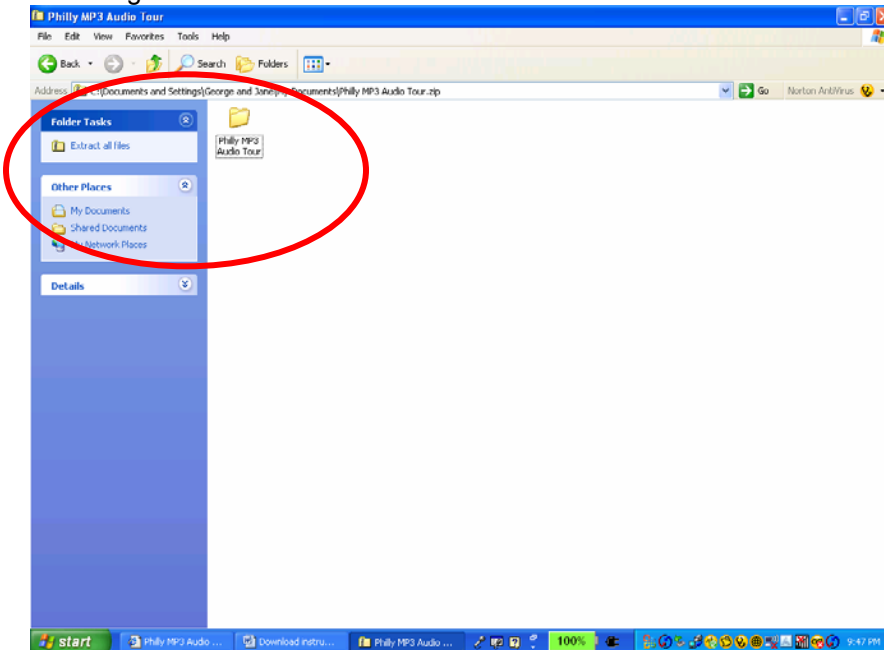 Philly MP3 Audio Tour
File Edit View Favorites Tools Help
Back Search Folders
Address C:\Documents and Settings\George and Jane\My Documents\Philly MP3 Audio Tour.zip Go Norton AntiVirus
Folder Tasks
Extract all files
Philly MP3
Audio Tour
Other Places
My Documents
Shared Documents
My Network Places
Details
start Philly MP3 Audio ... Download instru... Philly MP3 Audio ... 100% 9:47 PM